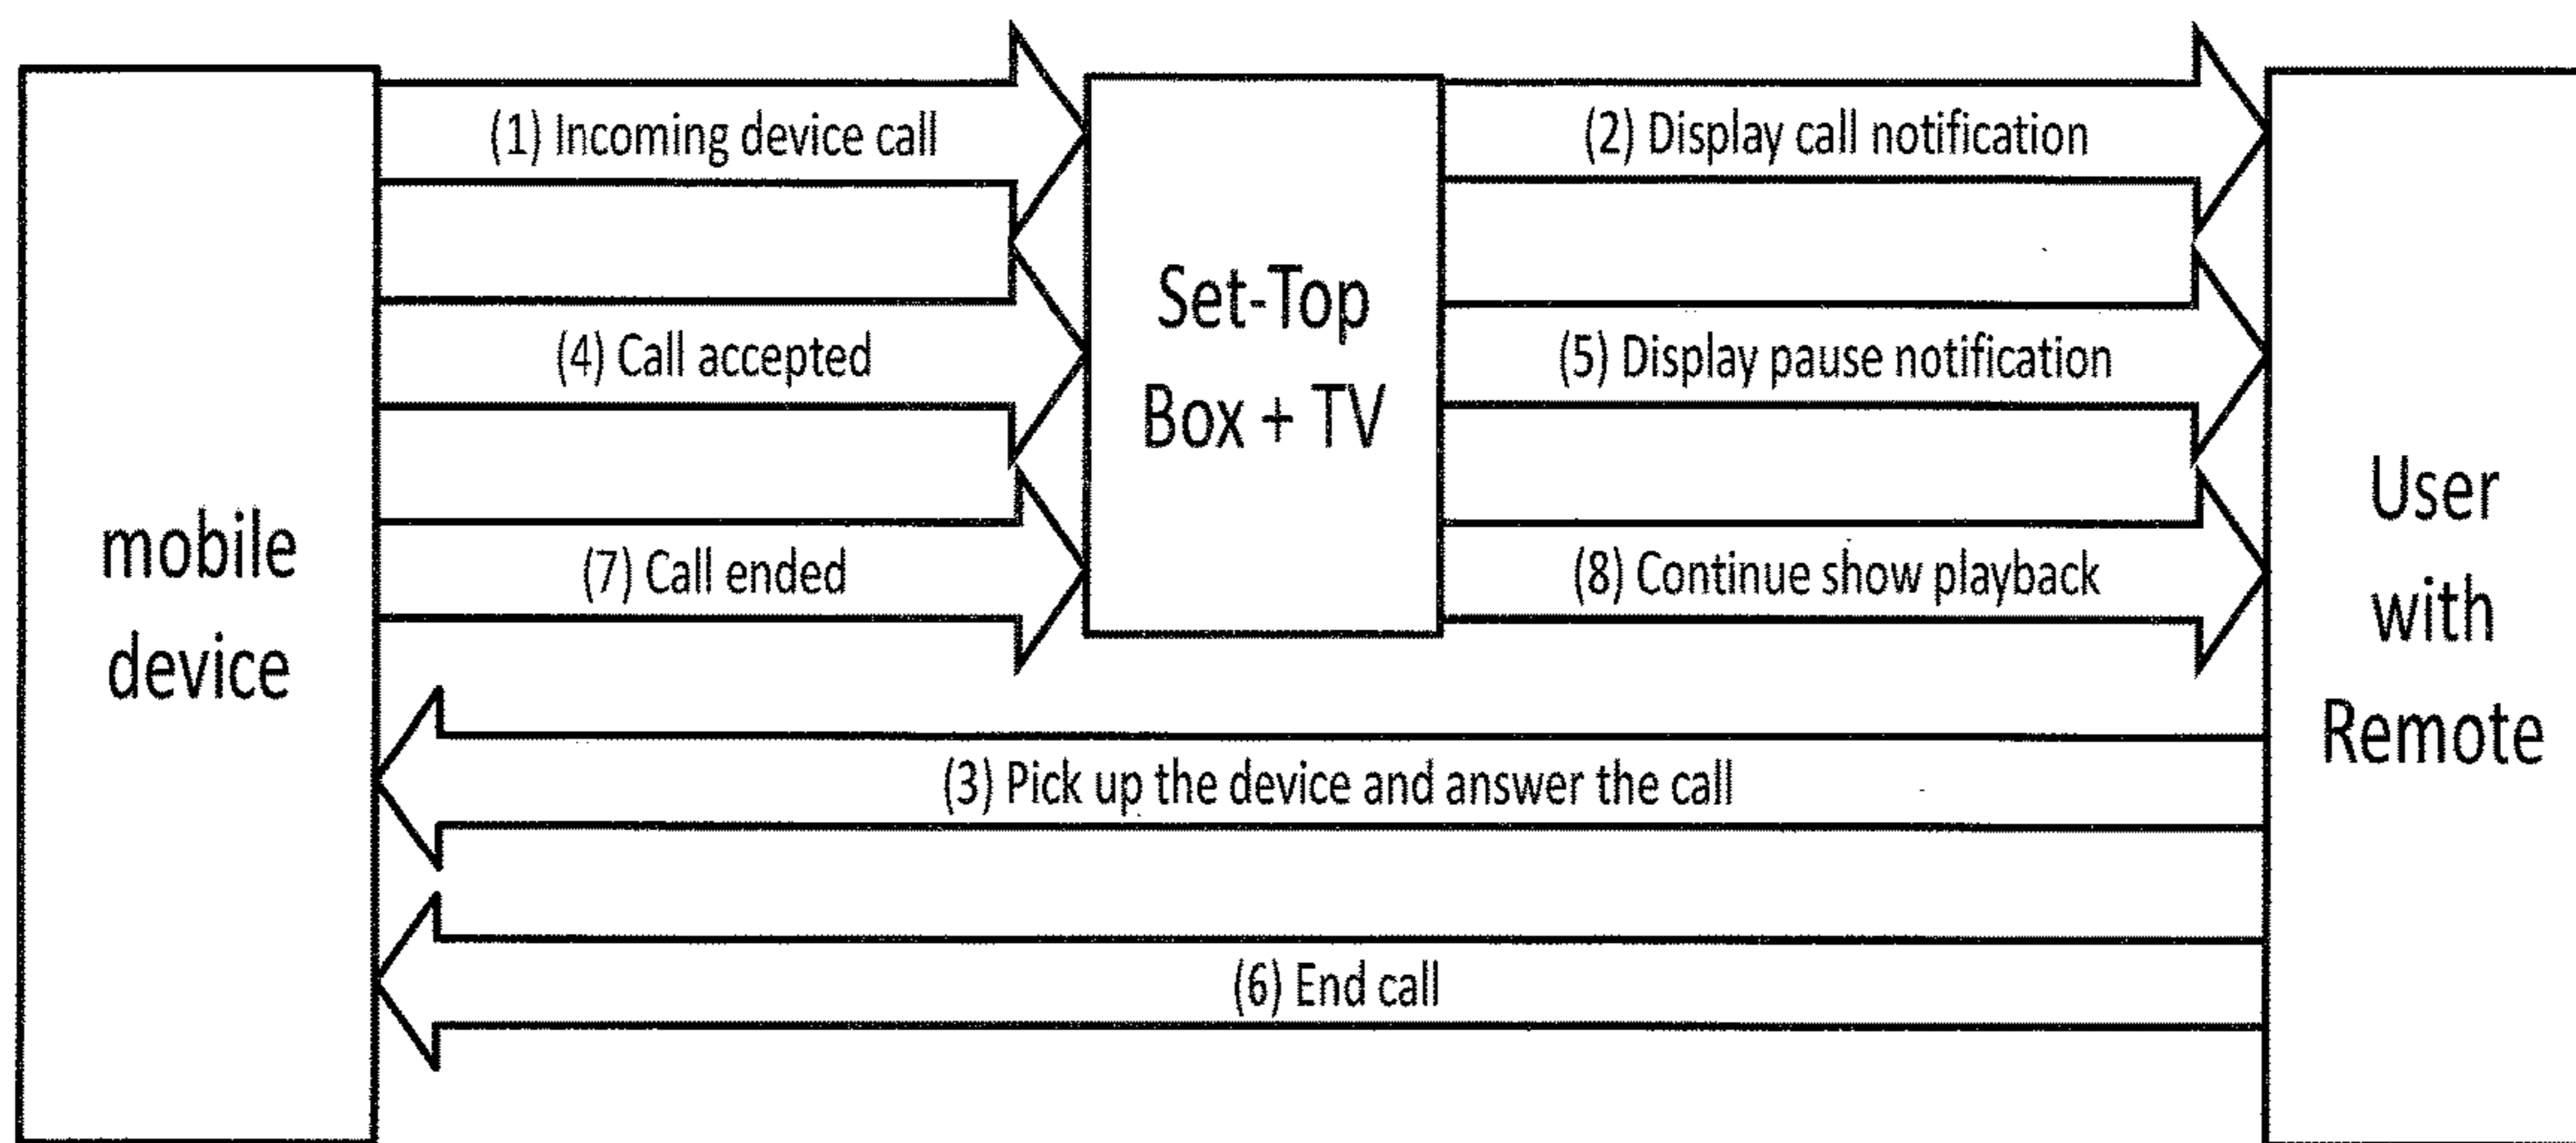 (1) Incoming device call
(2) Display call notification
Set-Top
Box + TV
(4) Call accepted
(5) Display pause notification
mobile
device
(7) Call ended
(8) Continue show playback
User
with
Remote
(3) Pick up the device and answer the call
(6) End call